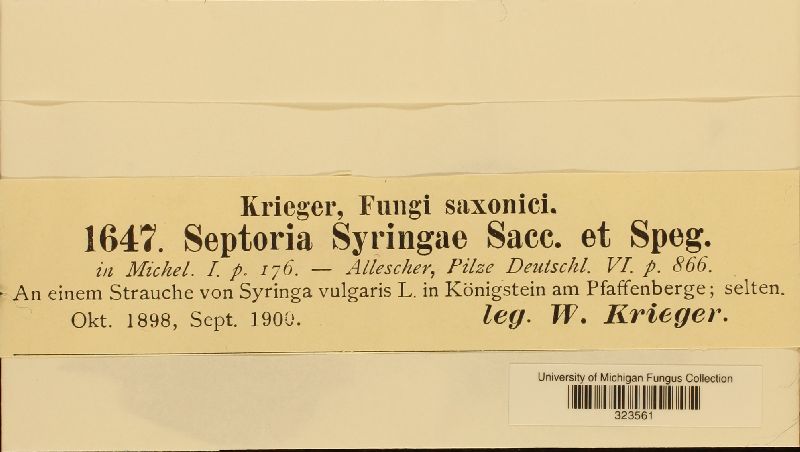 Krieger, Fungi saxonici.
1647. Septoria Syringae Sacc. et Speg.
in Michel. I. p. 176. — Allescher, Pilze Deutschl. VI. p. 866.
An einem Strauche von Syringa vulgaris L. in Königstein am Pfaffenberge; selten.
Okt. 1898, Sept. 1900. leg. W. Krieger.
University of Michigan Fungus Collection
323561